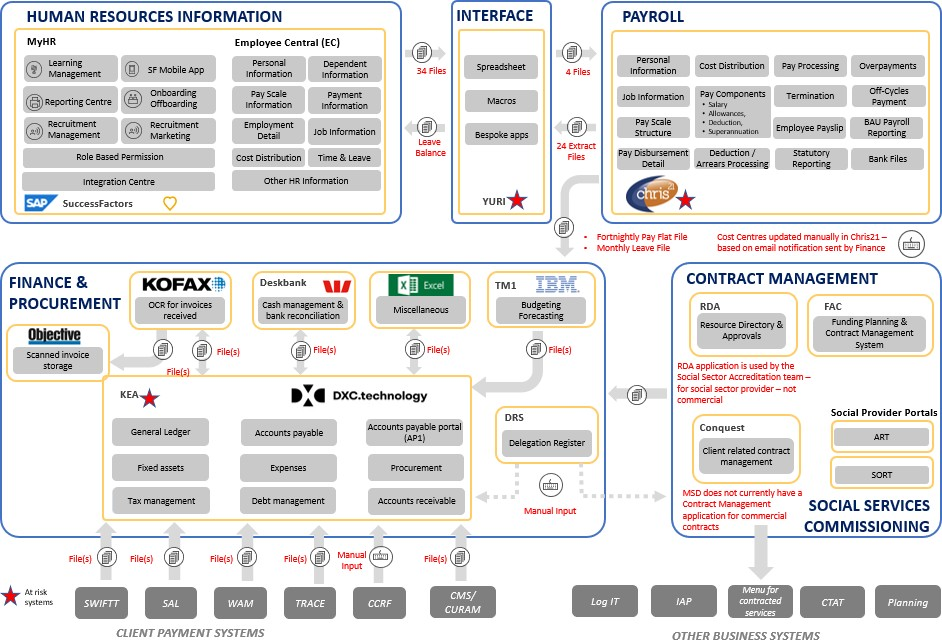 HUMAN RESOURCES INFORMATION
MyHR
Learning
Management
SF Mobile App
Reporting Centre
Onboarding
Offboarding
Recruitment
Management
Recruitment
Marketing
Role Based Permission
Integration Centre
SAP
SuccessFactors
Employee Central (EC)
Personal
Information
Dependent
Information
Pay Scale
Information
Payment
Information
Employment
Detail
Job Information
Cost Distribution
Time & Leave
Other HR Information
34 Files
Leave
Balance
INTERFACE
Spreadsheet
Macros
Bespoke apps
YURI
4 Files
24 Extract
Files
PAYROLL
Personal
Information
Cost Distribution
Pay Processing
Overpayments
Job Information
Pay Components
• Salary
• Allowances,
• Deduction,
• Superannuation
Termination
Off-Cycles
Payment
Pay Scale
Structure
Employee Payslip
BAU Payroll
Reporting
Pay Disbursement
Detail
Deduction /
Arrears Processing
Statutory
Reporting
Bank Files
chris21
• Fortnightly Pay Flat File
• Monthly Leave File
Cost Centres updated manually in Chris21 –
based on email notification sent by Finance
FINANCE &
PROCUREMENT
KOFAX
OCR for invoices
received
Deskbank
Cash management &
bank reconciliation
Excel
Miscellaneous
TM1
IBM
Budgeting
Forecasting
Objective
Scanned invoice
storage
File(s)
File(s)
File(s)
File(s)
File(s)
KEA
DXC.technology
General Ledger
Accounts payable
Accounts payable portal
(AP1)
Fixed assets
Expenses
Procurement
Tax management
Debt management
Accounts receivable
DRS
Delegation Register
Manual Input
CONTRACT MANAGEMENT
RDA
Resource Directory &
Approvals
FAC
Funding Planning &
Contract Management
System
RDA application is used by the
Social Sector Accreditation team –
for social sector provider – not
commercial
Conquest
Client related contract
management
Social Provider Portals
ART
SORT
MSD does not currently have a
Contract Management
application for commercial
contracts
SOCIAL SERVICES
COMMISSIONING
File(s)
File(s)
File(s)
File(s)
Manual
Input
File(s)
At risk
systems
SWIFTT
SAL
WAM
TRACE
CCRF
CMS/
CURAM
CLIENT PAYMENT SYSTEMS
Log IT
IAP
Menu for
contracted
services
CTAT
Planning
OTHER BUSINESS SYSTEMS